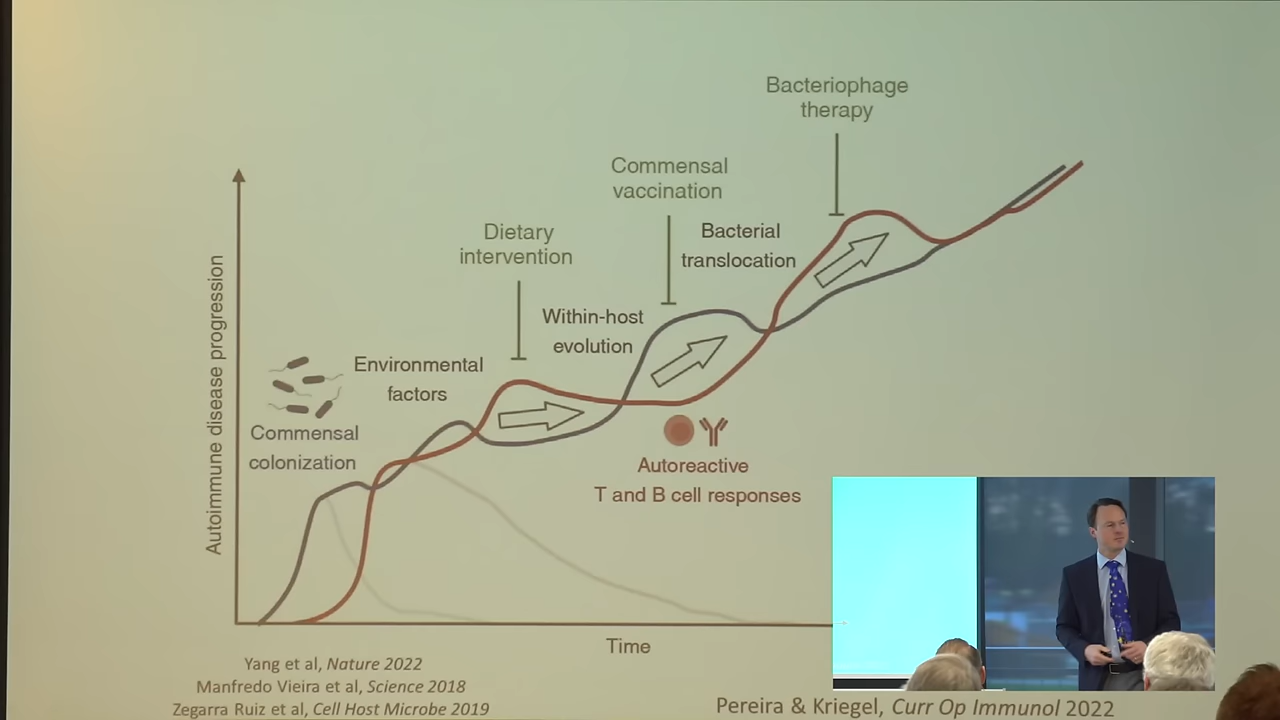 Bacteriophage
therapy
Commensal
vaccination
Bacterial
translocation
Dietary
intervention
Within-host
evolution
Environmental
factors
Commensal
colonization
Autoreactive
T and B cell responses
Autoimmune disease progression
Time
Yang et al, Nature 2022
Manfredo Vieira et al, Science 2018
Zegarra Ruiz et al, Cell Host Microbe 2019
Pereira & Kriegel, Curr Op Immunol 2022